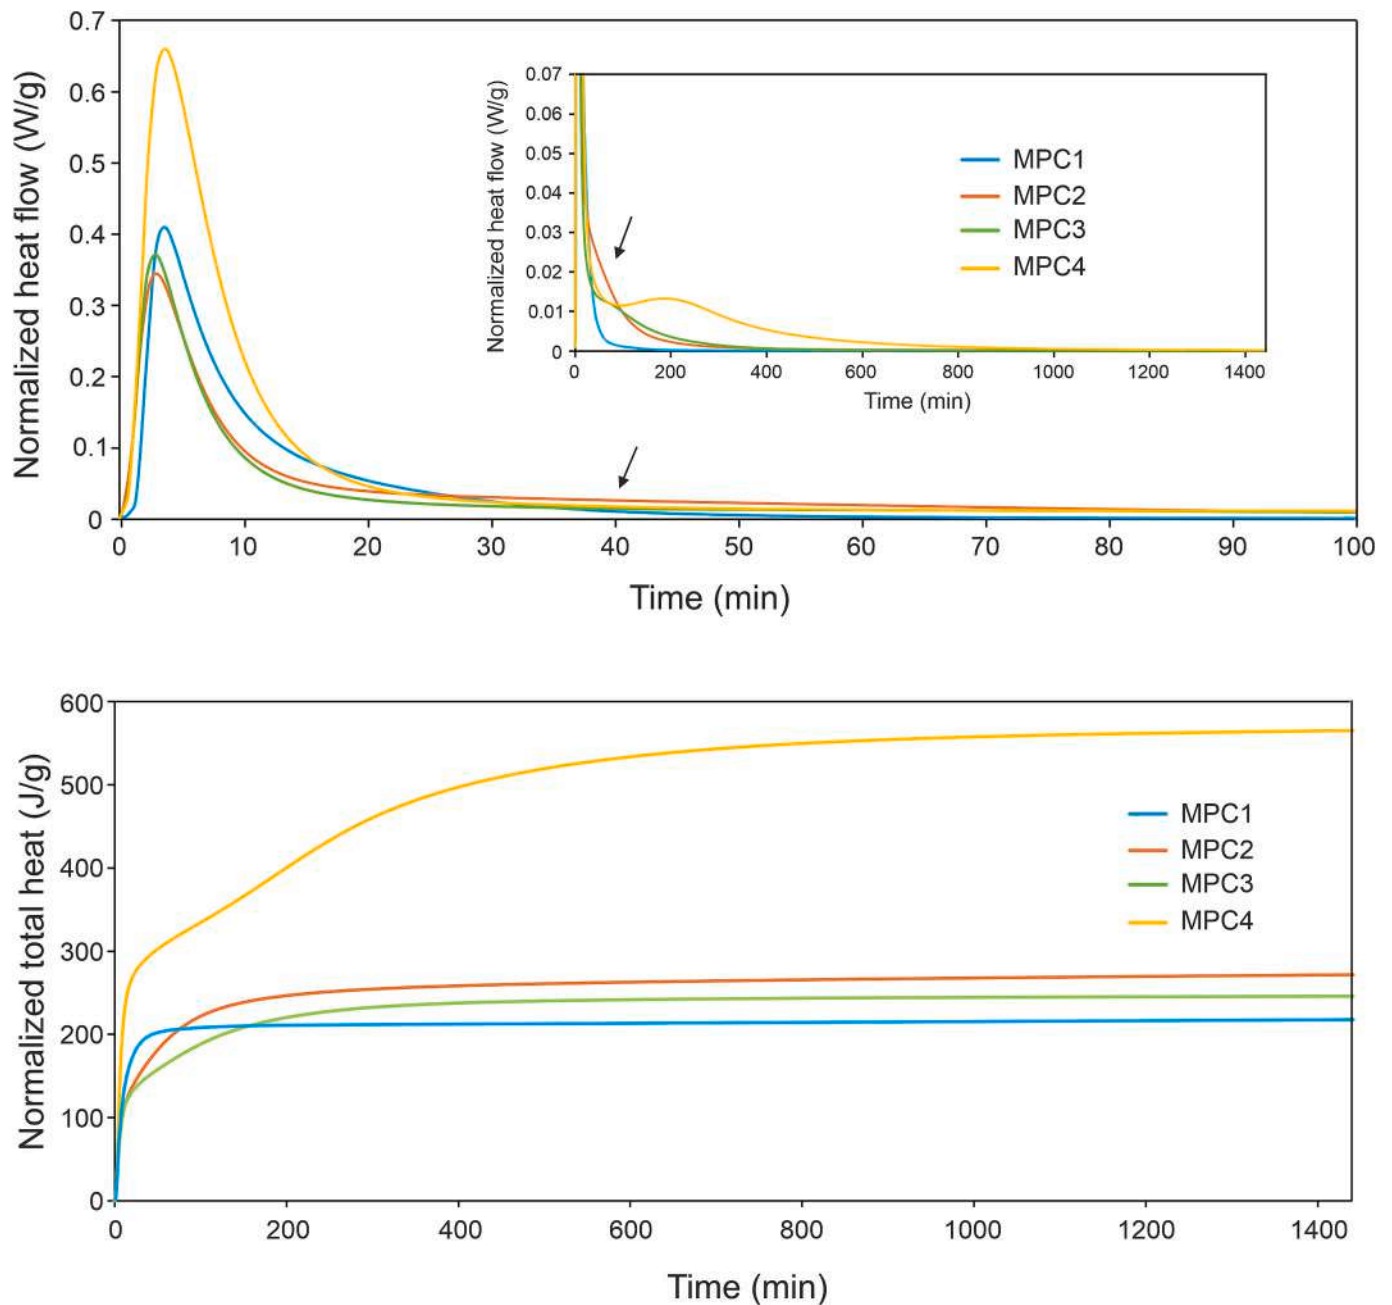 Normalized heat flow (W/g)
0.7
0.6
0.5
0.4
0.3
0.2
0.1
0
0 10 20 30 40 50 60 70 80 90 100
Time (min)
Normalized heat flow (W/g)
0.07
0.06
0.05
0.04
0.03
0.02
0.01
0
0 200 400 600 800 1000 1200 1400
Time (min)
MPC1
MPC2
MPC3
MPC4
Normalized total heat (J/g)
600
500
400
300
200
100
0
0 200 400 600 800 1000 1200 1400
Time (min)
MPC1
MPC2
MPC3
MPC4